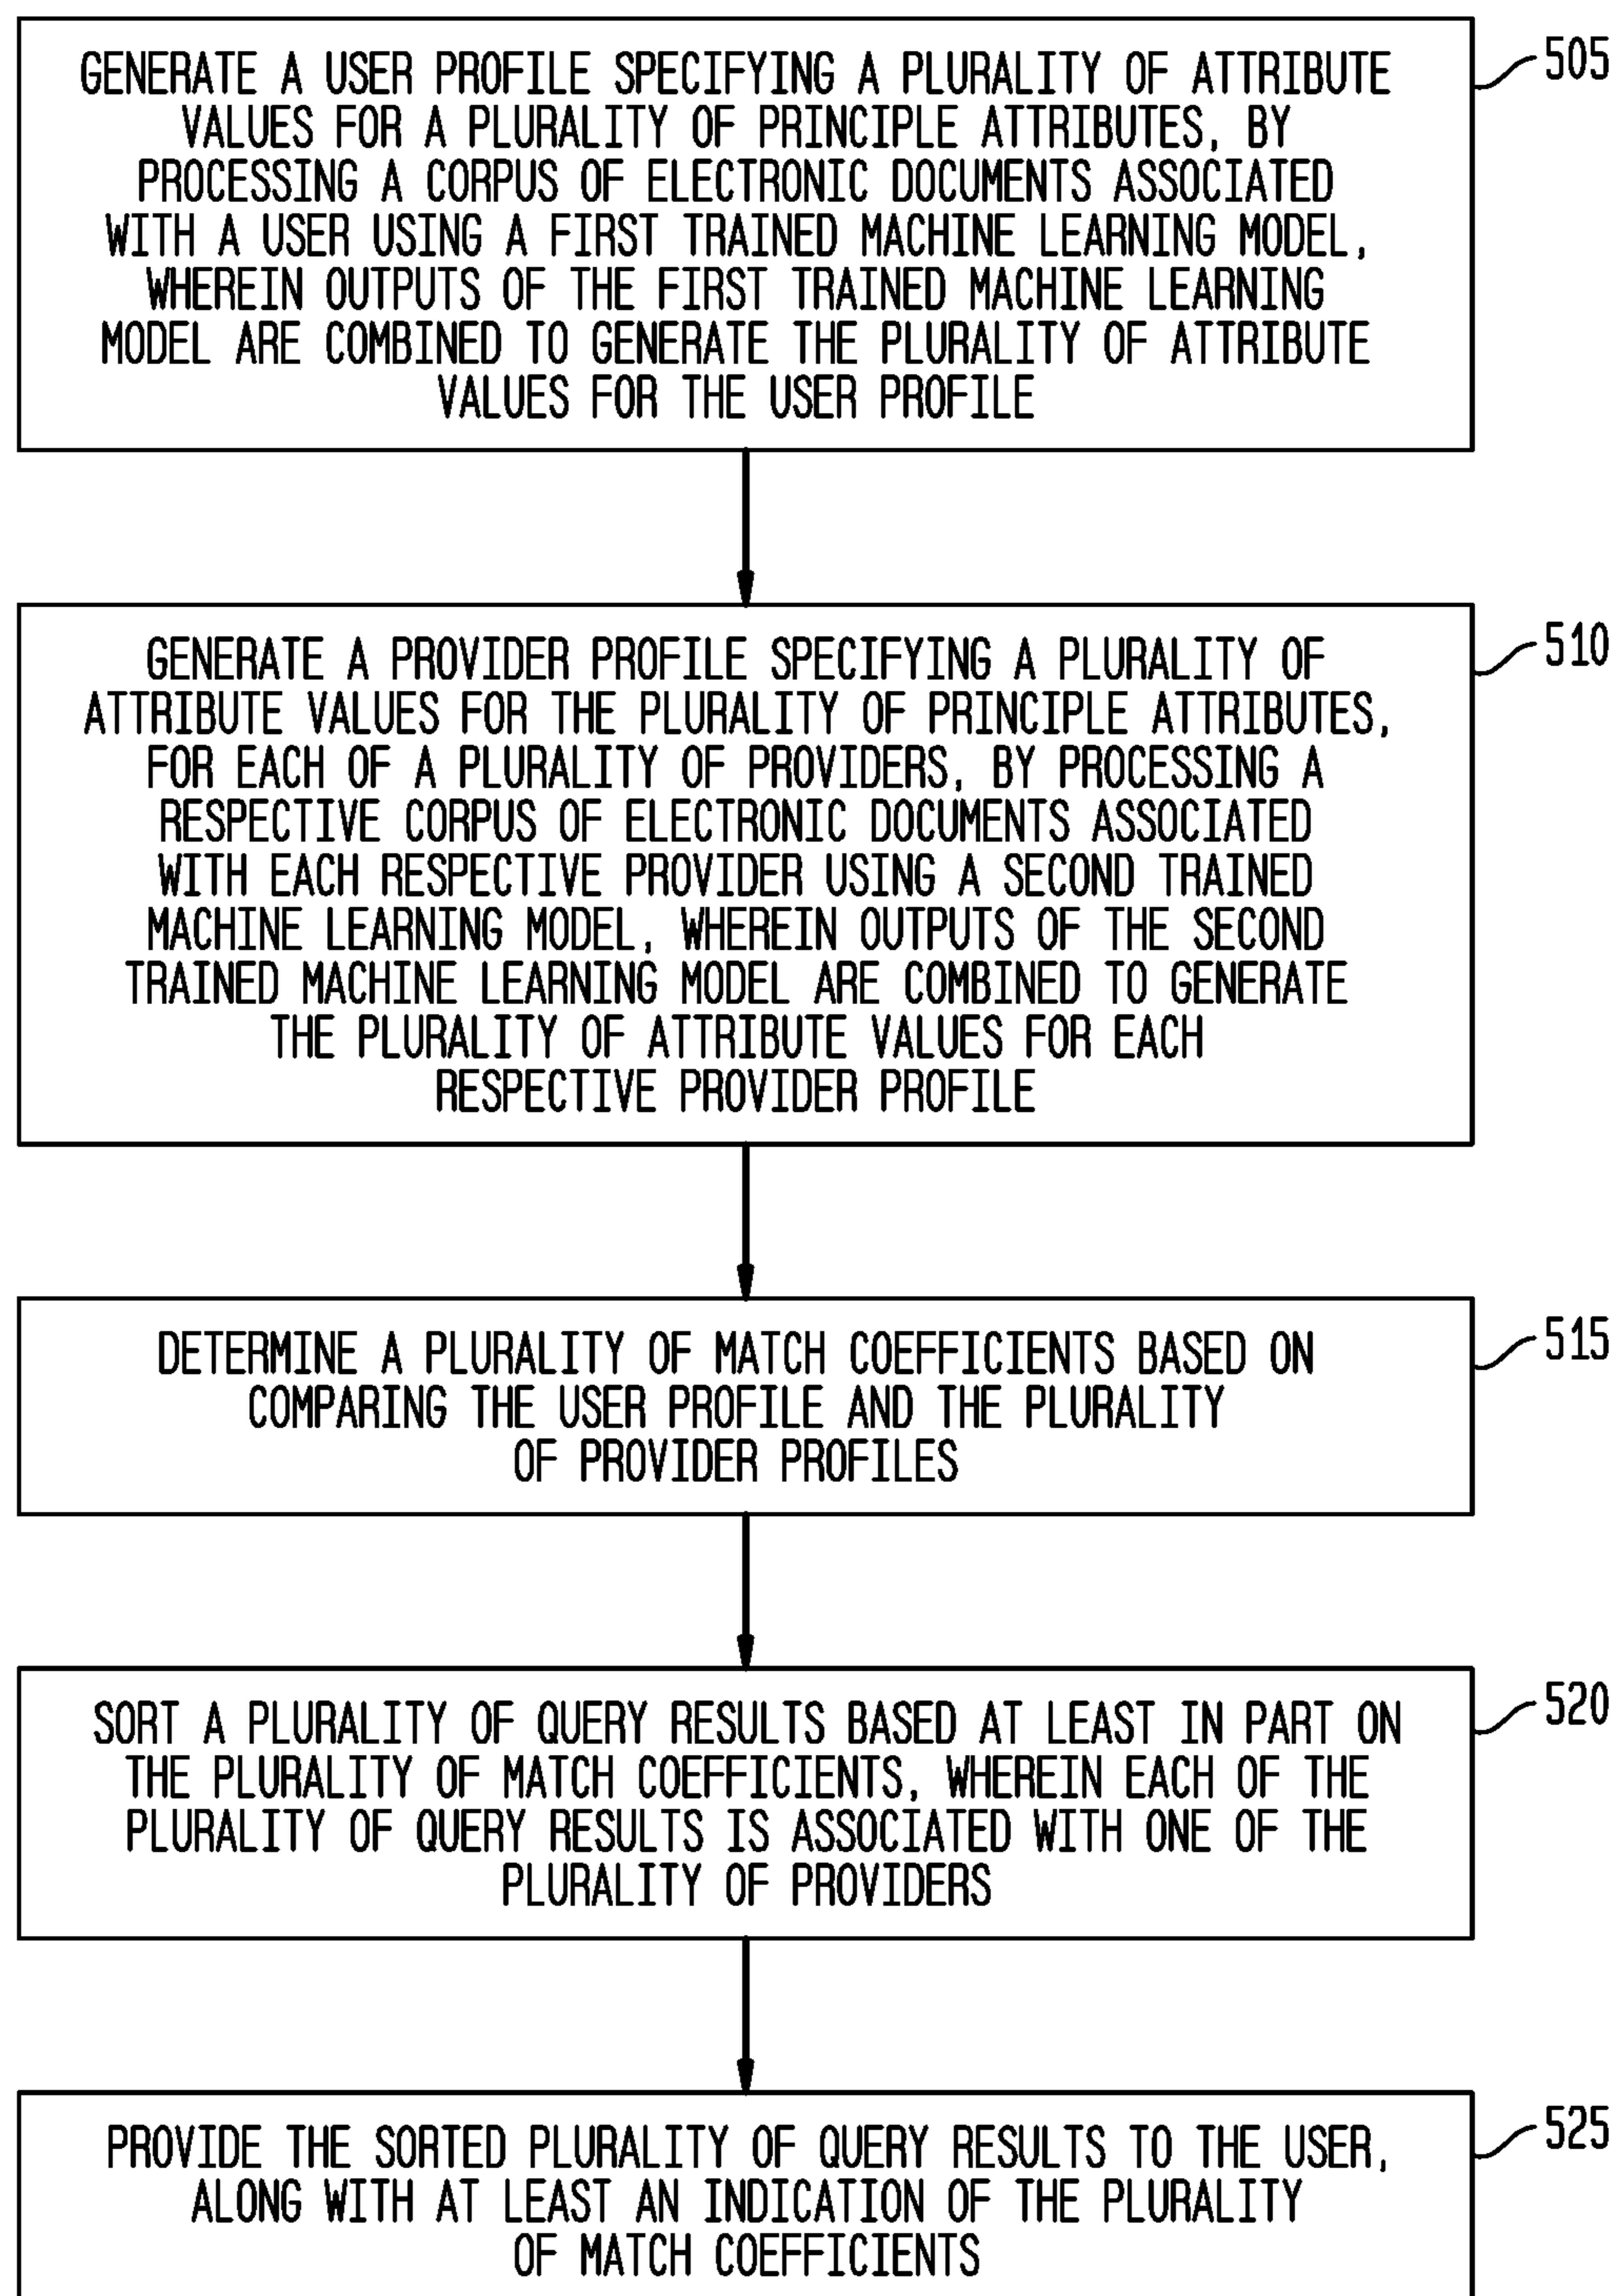 GENERATE A USER PROFILE SPECIFYING A PLURALITY OF ATTRIBUTE
VALUES FOR A PLURALITY OF PRINCIPLE ATTRIBUTES, BY
PROCESSING A CORPUS OF ELECTRONIC DOCUMENTS ASSOCIATED
WITH A USER USING A FIRST TRAINED MACHINE LEARNING MODEL,
WHEREIN OUTPUTS OF THE FIRST TRAINED MACHINE LEARNING
MODEL ARE COMBINED TO GENERATE THE PLURALITY OF ATTRIBUTE
VALUES FOR THE USER PROFILE
505
GENERATE A PROVIDER PROFILE SPECIFYING A PLURALITY OF
ATTRIBUTE VALUES FOR THE PLURALITY OF PRINCIPLE ATTRIBUTES,
FOR EACH OF A PLURALITY OF PROVIDERS, BY PROCESSING A
RESPECTIVE CORPUS OF ELECTRONIC DOCUMENTS ASSOCIATED
WITH EACH RESPECTIVE PROVIDER USING A SECOND TRAINED
MACHINE LEARNING MODEL, WHEREIN OUTPUTS OF THE SECOND
TRAINED MACHINE LEARNING MODEL ARE COMBINED TO GENERATE
THE PLURALITY OF ATTRIBUTE VALUES FOR EACH
RESPECTIVE PROVIDER PROFILE
510
DETERMINE A PLURALITY OF MATCH COEFFICIENTS BASED ON
COMPARING THE USER PROFILE AND THE PLURALITY
OF PROVIDER PROFILES
515
SORT A PLURALITY OF QUERY RESULTS BASED AT LEAST IN PART ON
THE PLURALITY OF MATCH COEFFICIENTS, WHEREIN EACH OF THE
PLURALITY OF QUERY RESULTS IS ASSOCIATED WITH ONE OF THE
PLURALITY OF PROVIDERS
520
PROVIDE THE SORTED PLURALITY OF QUERY RESULTS TO THE USER,
ALONG WITH AT LEAST AN INDICATION OF THE PLURALITY
OF MATCH COEFFICIENTS
525